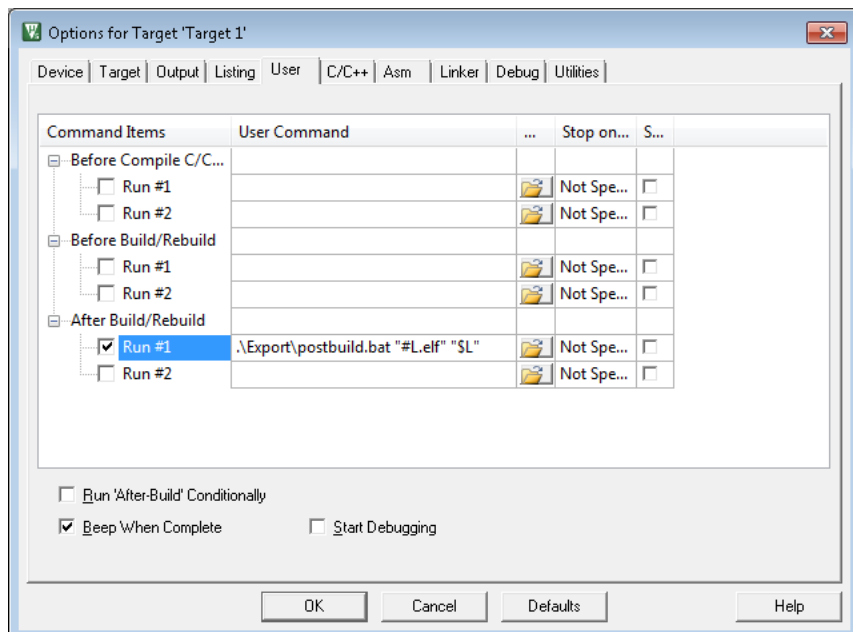 Options for Target 'Target 1'
Device Target Output Listing User C/C++ Asm Linker Debug Utilities
Command Items User Command ... Stop on... S...
Before Compile C/C...
Run #1 Not Spe...
Run #2 Not Spe...
Before Build/Rebuild
Run #1 Not Spe...
Run #2 Not Spe...
After Build/Rebuild
Run #1 .\Export\postbuild.bat "#L.elf" "$L" Not Spe...
Run #2 Not Spe...
Run 'After-Build' Conditionally
Beep When Complete Start Debugging
OK Cancel Defaults Help